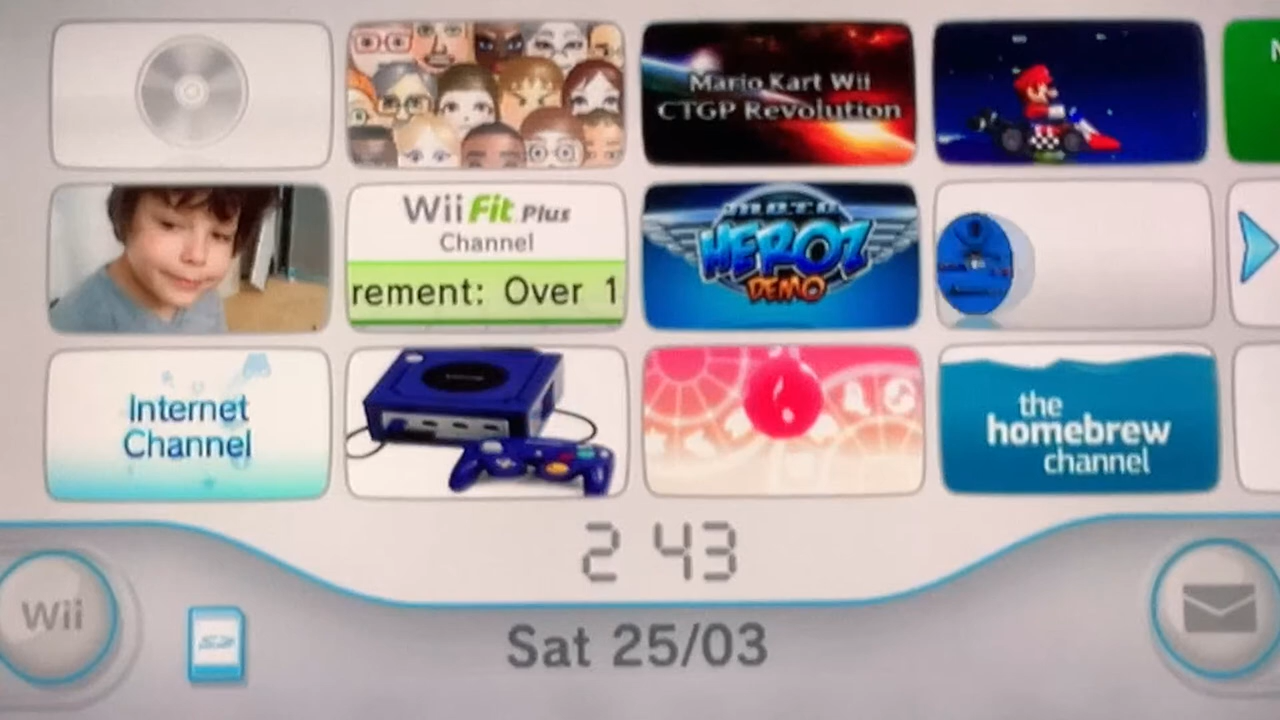 Mario Kart Wii
CTGP Revolution
Wii Fit Plus
Channel
rement: Over 1
MOTO
HEROZ
DEMO
Internet
Channel
the
homebrew
channel
2 43
Wii
Sat 25/03